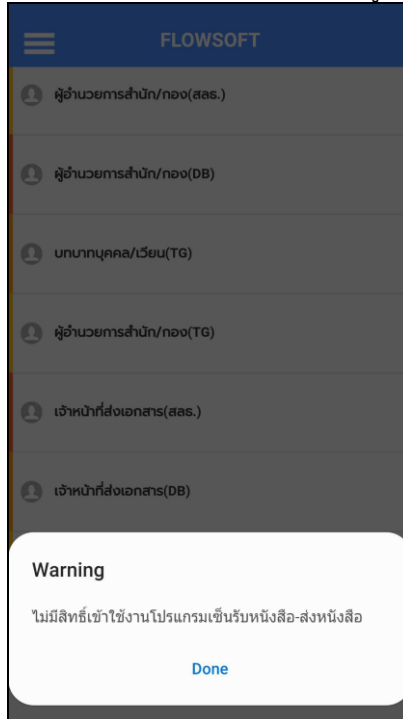 FLOWSOFT
ผู้อำนวยการสำนัก/กอง(สลธ.)
ผู้อำนวยการสำนัก/กอง(DB)
บทบาทบุคคล/เวียน(TG)
ผู้อำนวยการสำนัก/กอง(TG)
เจ้าหน้าที่ส่งเอกสาร(สลธ.)
เจ้าหน้าที่ส่งเอกสาร(DB)
Warning
ไม่มีสิทธิ์เข้าใช้งานโปรแกรมเซ็นรับหนังสือ-ส่งหนังสือ
Done